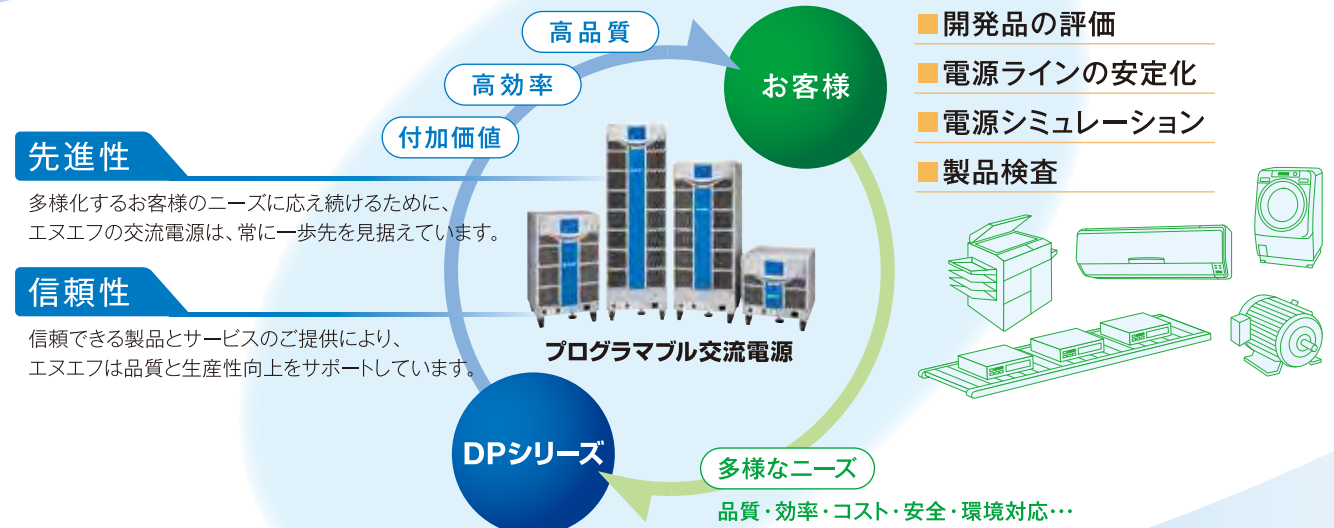 高品質
高効率
付加価値
お客様
■開発品の評価
■電源ラインの安定化
■電源シミュレーション
■製品検査
先進性
多様化するお客様のニーズに応え続けるために、
エヌエフの交流電源は、常に一歩先を見据えています。
信頼性
信頼できる製品とサービスのご提供により、
エヌエフは品質と生産性向上をサポートしています。
プログラマブル交流電源
DPシリーズ
多様なニーズ
品質・効率・コスト・安全・環境対応…